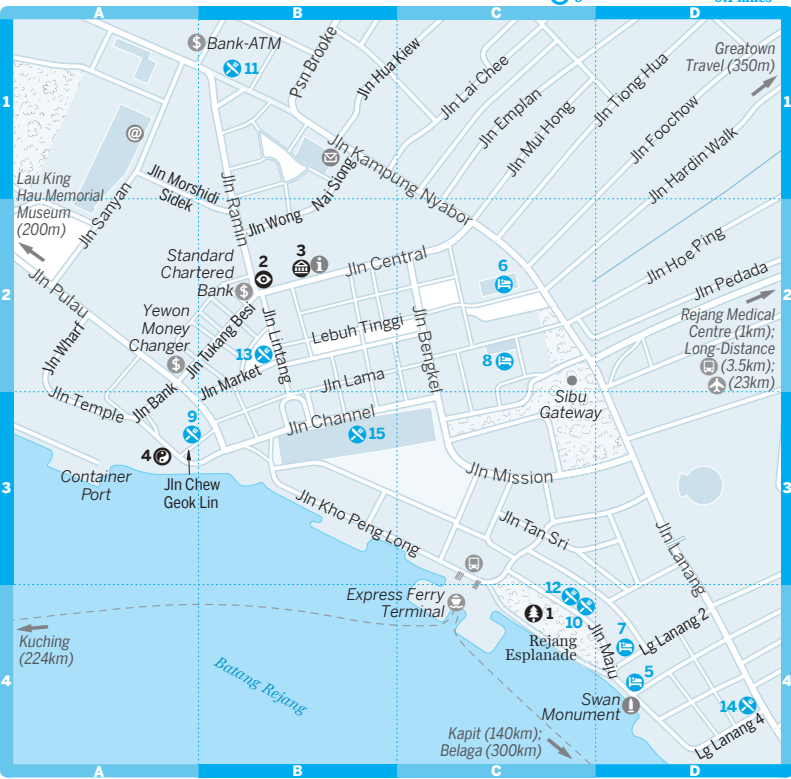 0
0.1 miles
A
B
C
D
1
2
3
4
1
2
3
4
A
B
C
D
Bank-ATM
11
Psn Brooke
Jln Hua Kiew
Jln Lai Chee
Jln Emplan
Jln Mui Hong
Jln Tiong Hua
Jln Foochow
Jln Hardin Walk
Greatown
Travel (350m)
@
Jln Kampung Nyabor
Jln Morshidi
Sidek
Jln Ramin
Jln Wong
Nai Siong
Lau King
Hau Memorial
Museum
(200m)
Jln Sanyan
Standard
Chartered
Bank
2
3
Jln Central
6
Jln Hoe Ping
Jln Pedada
Jln Pulau
Yewon
Money
Changer
Jln Tukang Besi
Jln Lintang
Lebuh Tinggi
Jln Bengkel
Rejang Medical
Centre (1km);
Long-Distance
(3.5km);
(23km)
13
8
Jln Wharf
Jln Market
Jln Lama
Sibu
Gateway
Jln Temple
Jln Bank
9
Jln Channel
15
4
Container
Port
Jln Chew
Geok Lin
Jln Mission
Jln Kho Peng Long
Jln Tan Sri
Jln Lanang
Express Ferry
Terminal
12
10
1
Rejang
Esplanade
Jln Maju
7
Lg Lanang 2
Kuching
(224km)
Batang Rejang
5
Swan
Monument
14
Lg Lanang 4
Kapit (140km);
Belaga (300km)